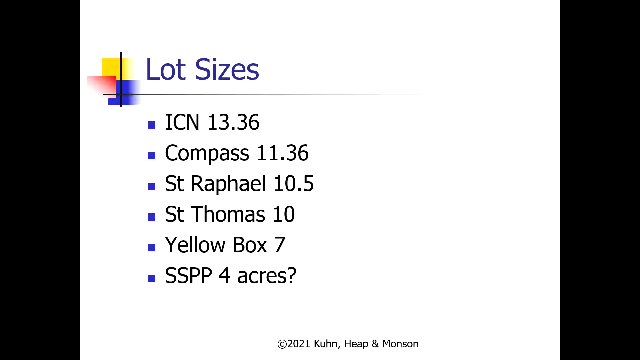 Lot Sizes
ICN 13.36
Compass 11.36
St Raphael 10.5
St Thomas 10
Yellow Box 7
SSPP 4 acres?
©2021 Kuhn, Heap & Monson